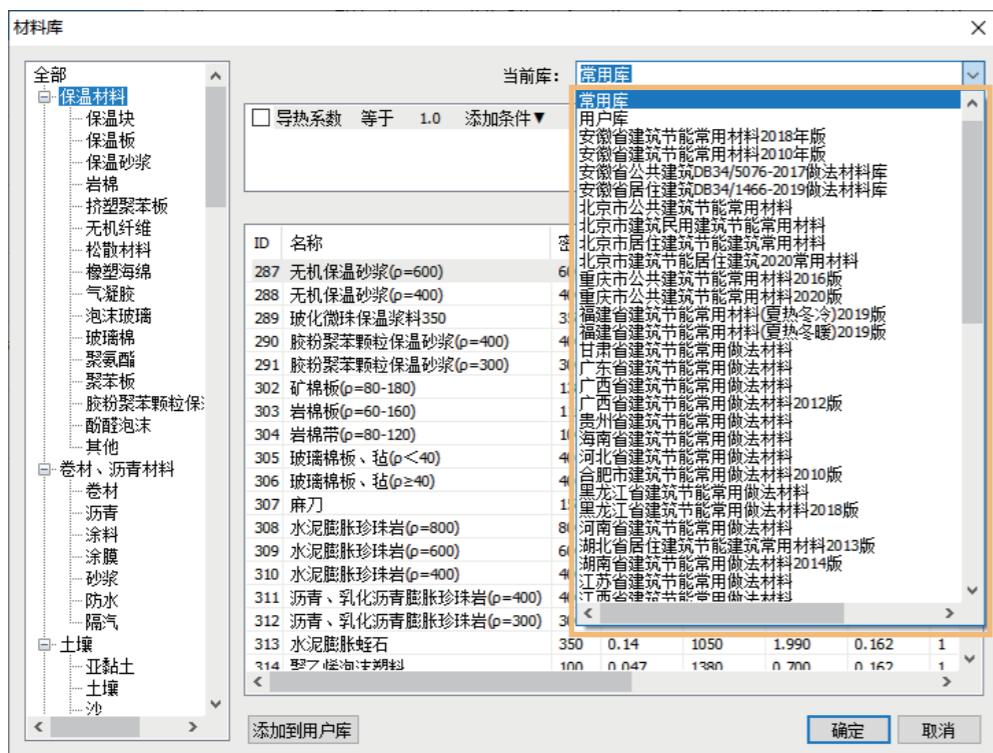 材料库
当前库： 常用库
全部
保温材料
保温块
保温板
保温砂浆
岩棉
挤塑聚苯板
无机纤维
松散材料
橡塑海绵
气凝胶
泡沫玻璃
玻璃棉
聚氨酯
聚苯板
胶粉聚苯颗粒保
酚醛泡沫
其他
卷材、沥青材料
卷材
沥青
涂料
涂膜
砂浆
防水
隔汽
土壤
亚黏土
土壤
沙
导热系数 等于 1.0 添加条件▼
常用库
用户库
安徽省建筑节能常用材料2018年版
安徽省建筑节能常用材料2010年版
安徽省公共建筑DB34/5076-2017做法材料库
安徽省居住建筑DB34/1466-2019做法材料库
北京市公共建筑节能常用材料
北京市建筑民用建筑节能常用材料
北京市居住建筑节能建筑常用材料
北京市建筑节能居住建筑2020常用材料
重庆市公共建筑节能常用材料2016版
重庆市公共建筑节能常用材料2020版
福建省建筑节能常用材料(夏热冬冷)2019版
福建省建筑节能常用材料(夏热冬暖)2019版
甘肃省建筑节能常用做法材料
广东省建筑节能常用做法材料
广西省建筑节能常用做法材料
广西省建筑节能常用做法材料2012版
贵州省建筑节能常用做法材料
海南省建筑节能常用做法材料
河北省建筑节能常用做法材料
合肥市建筑节能常用做法材料2010版
黑龙江省建筑节能常用做法材料
黑龙江省建筑节能常用做法材料2018版
河南省建筑节能常用做法材料
湖北省居住建筑节能建筑常用材料2013版
湖南省建筑节能常用做法材料2014版
江苏省建筑节能常用做法材料
江西省建筑节能常用做法材料
ID 名称
287 无机保温砂浆(ρ=600)
288 无机保温砂浆(ρ=400)
289 玻化微珠保温浆料350
290 胶粉聚苯颗粒保温砂浆(ρ=400)
291 胶粉聚苯颗粒保温砂浆(ρ=300)
302 矿棉板(ρ=80-180)
303 岩棉板(ρ=60-160)
304 岩棉带(ρ=80-120)
305 玻璃棉板、毡(ρ＜40)
306 玻璃棉板、毡(ρ≥40)
307 麻刀
308 水泥膨胀珍珠岩(ρ=800)
309 水泥膨胀珍珠岩(ρ=600)
310 水泥膨胀珍珠岩(ρ=400)
311 沥青、乳化沥青膨胀珍珠岩(ρ=400)
312 沥青、乳化沥青膨胀珍珠岩(ρ=300)
313 水泥膨胀蛭石 350 0.14 1050 1.990 0.162 1
314 聚乙烯泡沫塑料 100 0.047 1380 0.700 0.162 1
添加到用户库
确定 取消